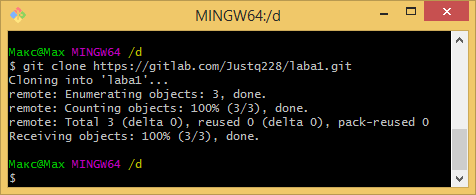 MINGW64:/d
Макс@Max MINGW64 /d
$ git clone https://gitlab.com/Justq228/laba1.git
Cloning into 'laba1'...
remote: Enumerating objects: 3, done.
remote: Counting objects: 100% (3/3), done.
remote: Total 3 (delta 0), reused 0 (delta 0), pack-reused 0
Receiving objects: 100% (3/3), done.
Макс@Max MINGW64 /d
$